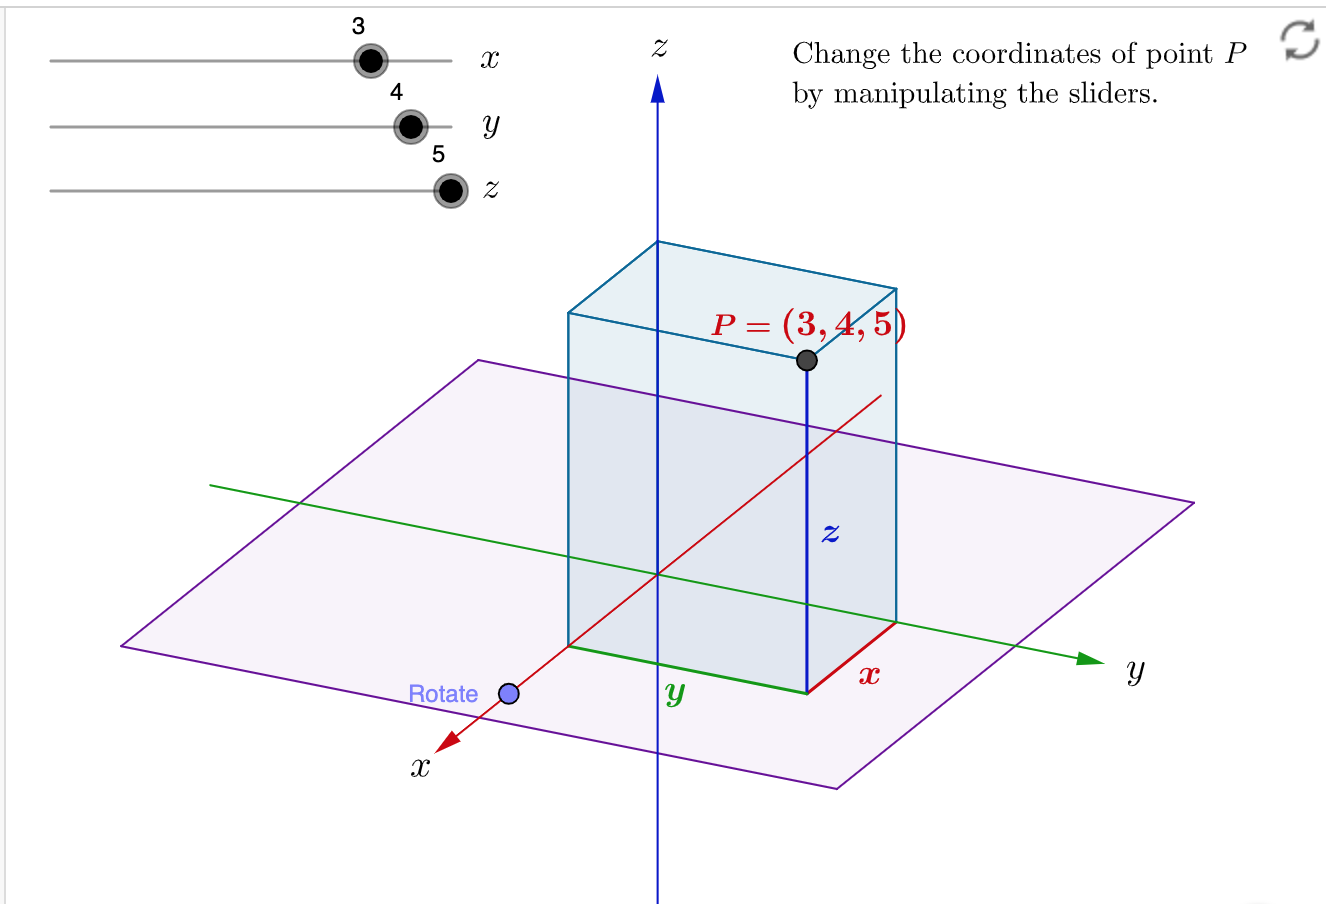 3
x
4
y
5
z
z
Change the coordinates of point P
by manipulating the sliders.
P = (3, 4, 5)
z
x
y
y
Rotate
x